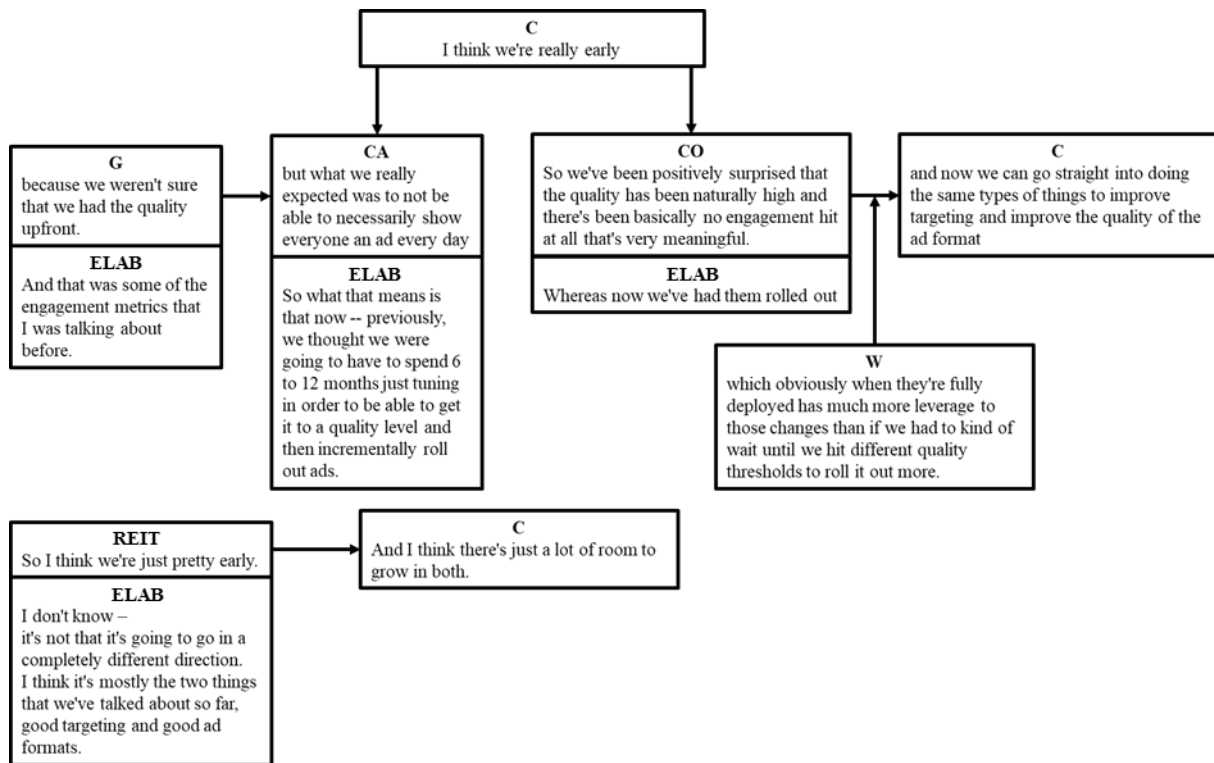 C
I think we're really early
G
because we weren't sure
that we had the quality
upfront.
ELAB
And that was some of the
engagement metrics that
I was talking about
before.
CA
but what we really
expected was to not be
able to necessarily show
everyone an ad every day
ELAB
So what that means is
that now -- previously,
we thought we were
going to have to spend 6
to 12 months just tuning
in order to be able to get
it to a quality level and
then incrementally roll
out ads.
CO
So we've been positively surprised that
the quality has been naturally high and
there's been basically no engagement hit
at all that's very meaningful.
ELAB
Whereas now we've had them rolled out
C
and now we can go straight into doing
the same types of things to improve
targeting and improve the quality of the
ad format
W
which obviously when they're fully
deployed has much more leverage to
those changes than if we had to kind of
wait until we hit different quality
thresholds to roll it out more.
REIT
So I think we're just pretty early.
ELAB
I don't know –
it's not that it's going to go in a
completely different direction.
I think it's mostly the two things
that we've talked about so far,
good targeting and good ad
formats.
C
And I think there's just a lot of room to
grow in both.